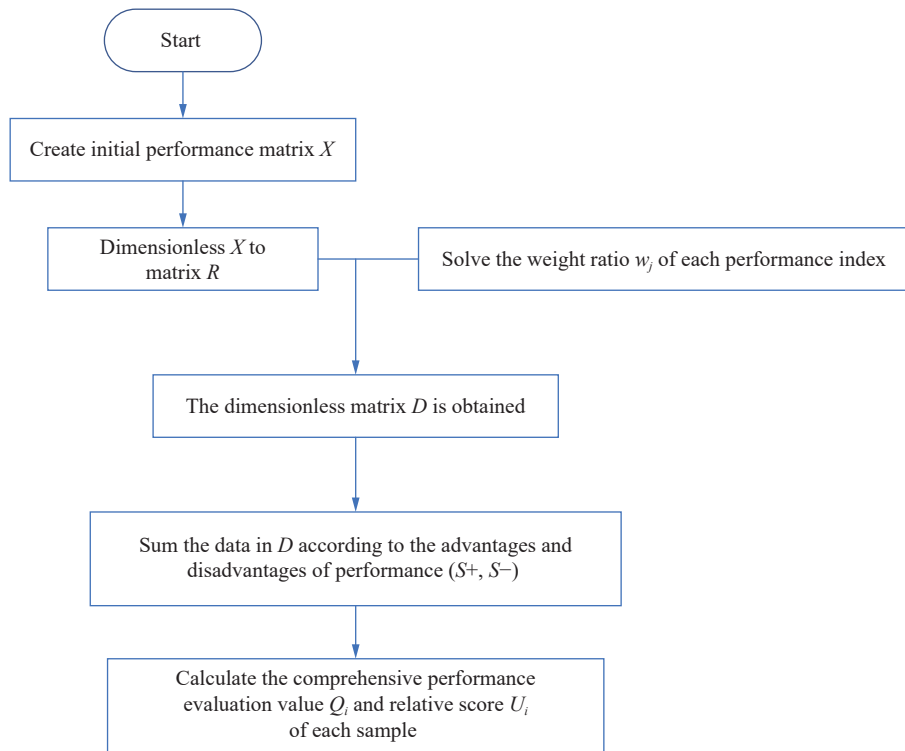 Start
Create initial performance matrix X
Dimensionless X to
matrix R
Solve the weight ratio wj of each performance index
The dimensionless matrix D is obtained
Sum the data in D according to the advantages and
disadvantages of performance (S+, S−)
Calculate the comprehensive performance
evaluation value Qi and relative score Ui
of each sample